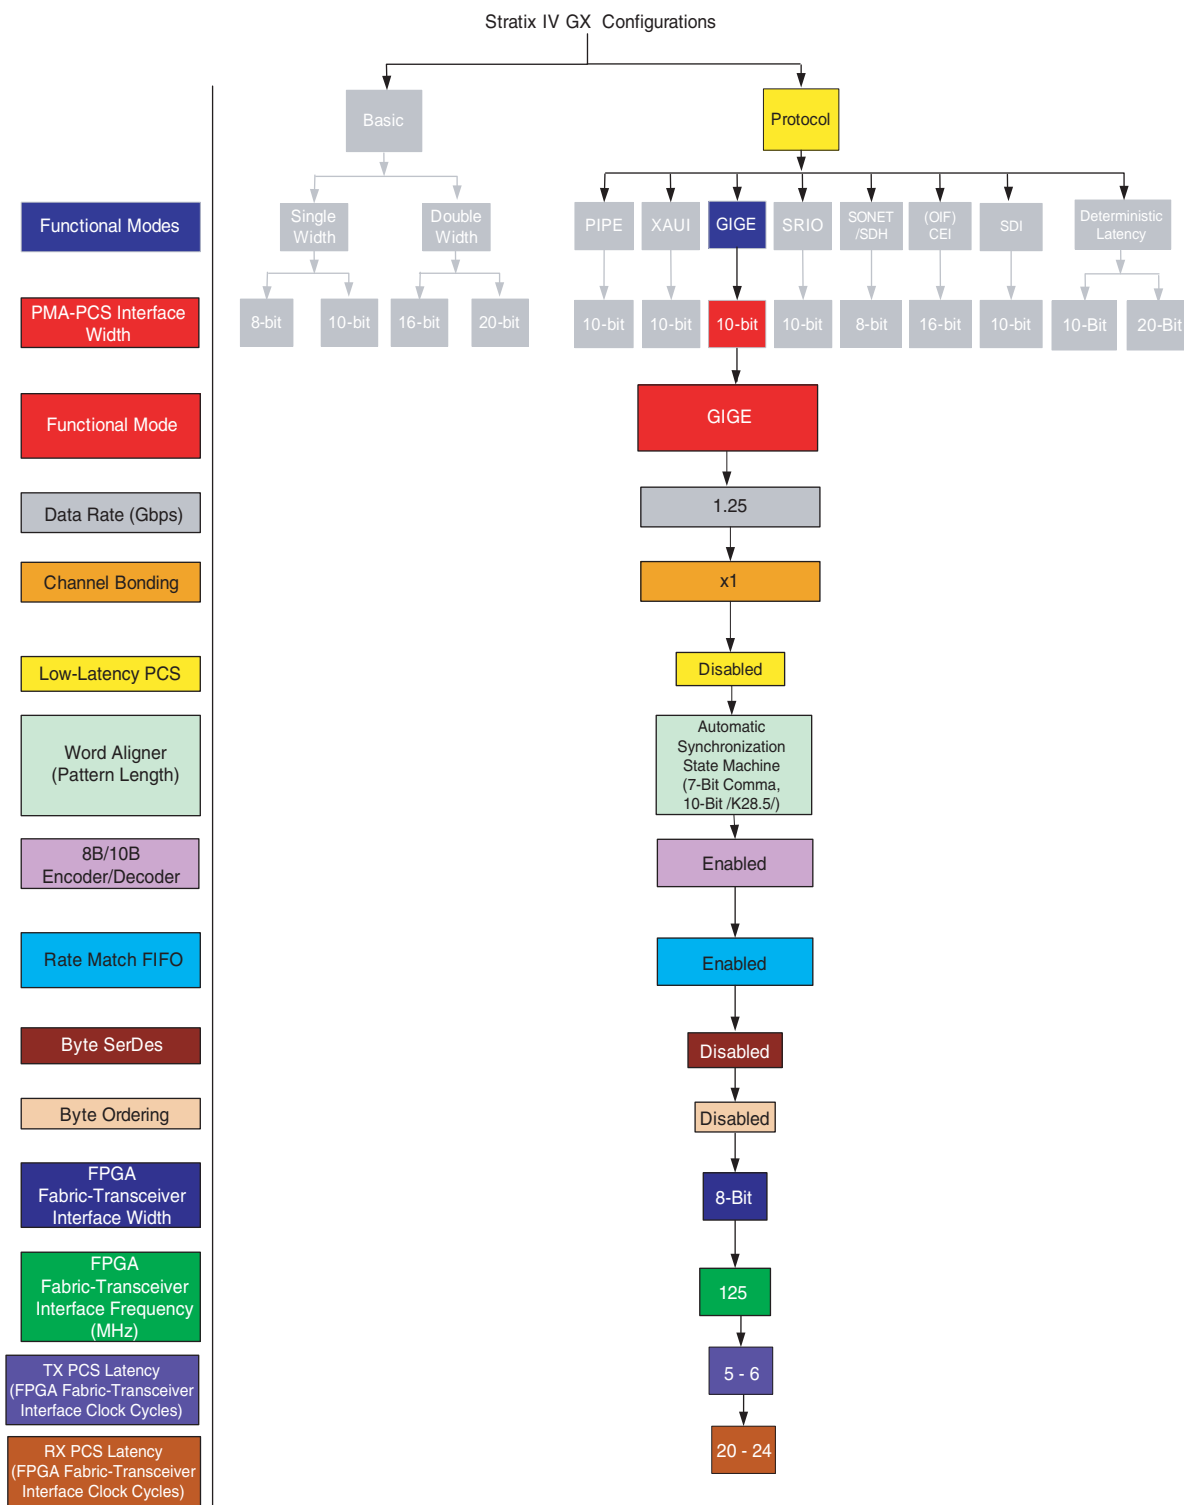 Stratix IV GX Configurations
Basic
Protocol
Functional Modes
Single
Width
Double
Width
PIPE
XAUI
GIGE
SRIO
SONET
/SDH
(OIF)
CEI
SDI
Deterministic
Latency
PMA-PCS Interface
Width
8-bit
10-bit
16-bit
20-bit
10-bit
10-bit
10-bit
10-bit
8-bit
16-bit
10-bit
10-Bit
20-Bit
Functional Mode
GIGE
Data Rate (Gbps)
1.25
Channel Bonding
x1
Low-Latency PCS
Disabled
Word Aligner
(Pattern Length)
Automatic
Synchronization
State Machine
(7-Bit Comma,
10-Bit /K28.5/)
8B/10B
Encoder/Decoder
Enabled
Rate Match FIFO
Enabled
Byte SerDes
Disabled
Byte Ordering
Disabled
FPGA
Fabric-Transceiver
Interface Width
8-Bit
FPGA
Fabric-Transceiver
Interface Frequency
(MHz)
125
TX PCS Latency
(FPGA Fabric-Transceiver
Interface Clock Cycles)
5 - 6
RX PCS Latency
(FPGA Fabric-Transceiver
Interface Clock Cycles)
20 - 24